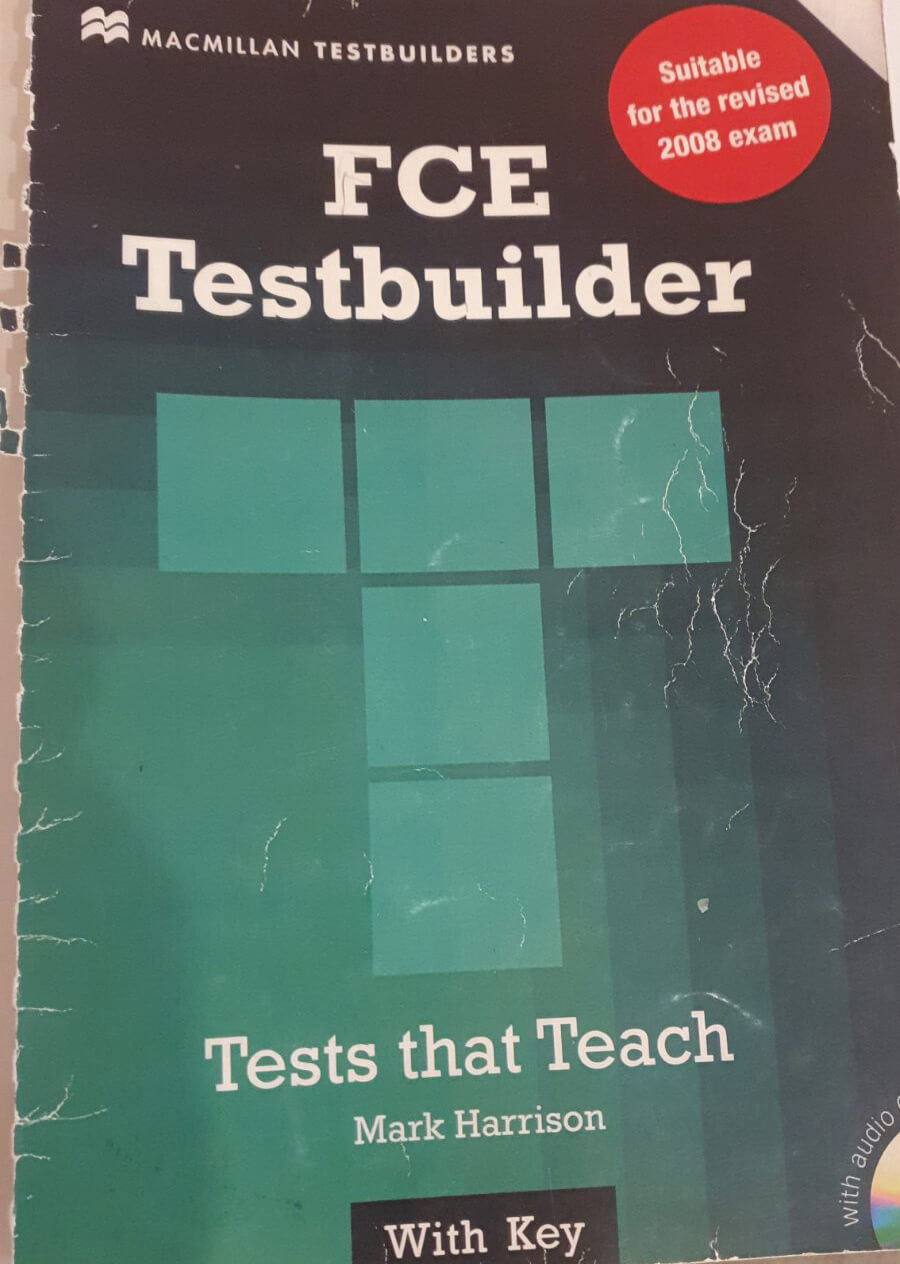 MACMILLAN TESTBUILDERS
Suitable
for the revised
2008 exam
FCE
Testbuilder
Tests that Teach
Mark Harrison
With Key
with audio